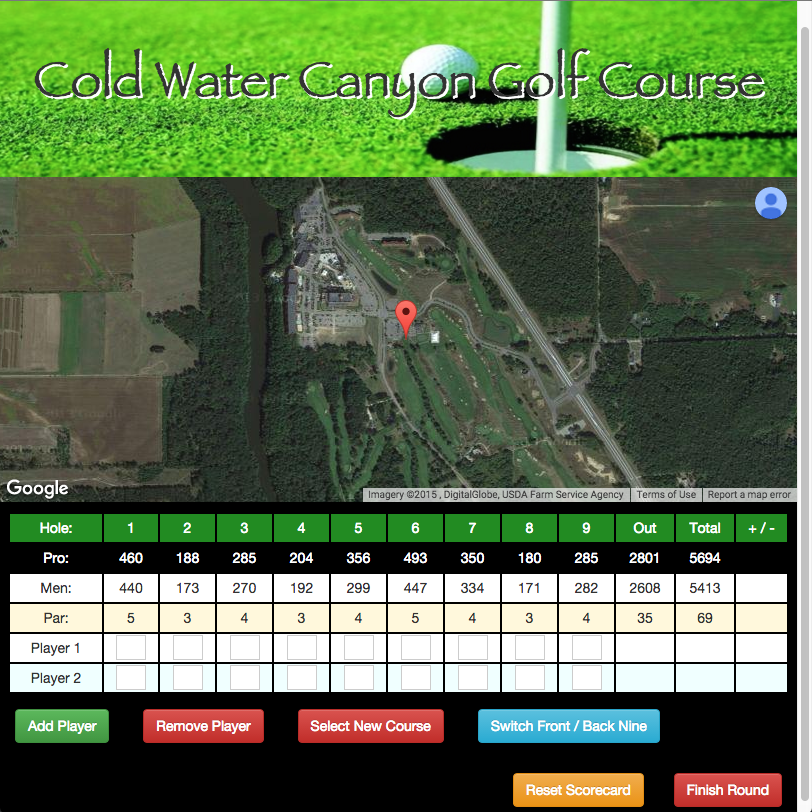 Cold Water Canyon Golf Course
Google
Imagery ©2015 , DigitalGlobe, USDA Farm Service Agency Terms of Use Report a map error
Hole: 1 2 3 4 5 6 7 8 9 Out Total + / -
Pro: 460 188 285 204 356 493 350 180 285 2801 5694
Men: 440 173 270 192 299 447 334 171 282 2608 5413
Par: 5 3 4 3 4 5 4 3 4 35 69
Player 1
Player 2
Add Player Remove Player Select New Course Switch Front / Back Nine
Reset Scorecard Finish Round